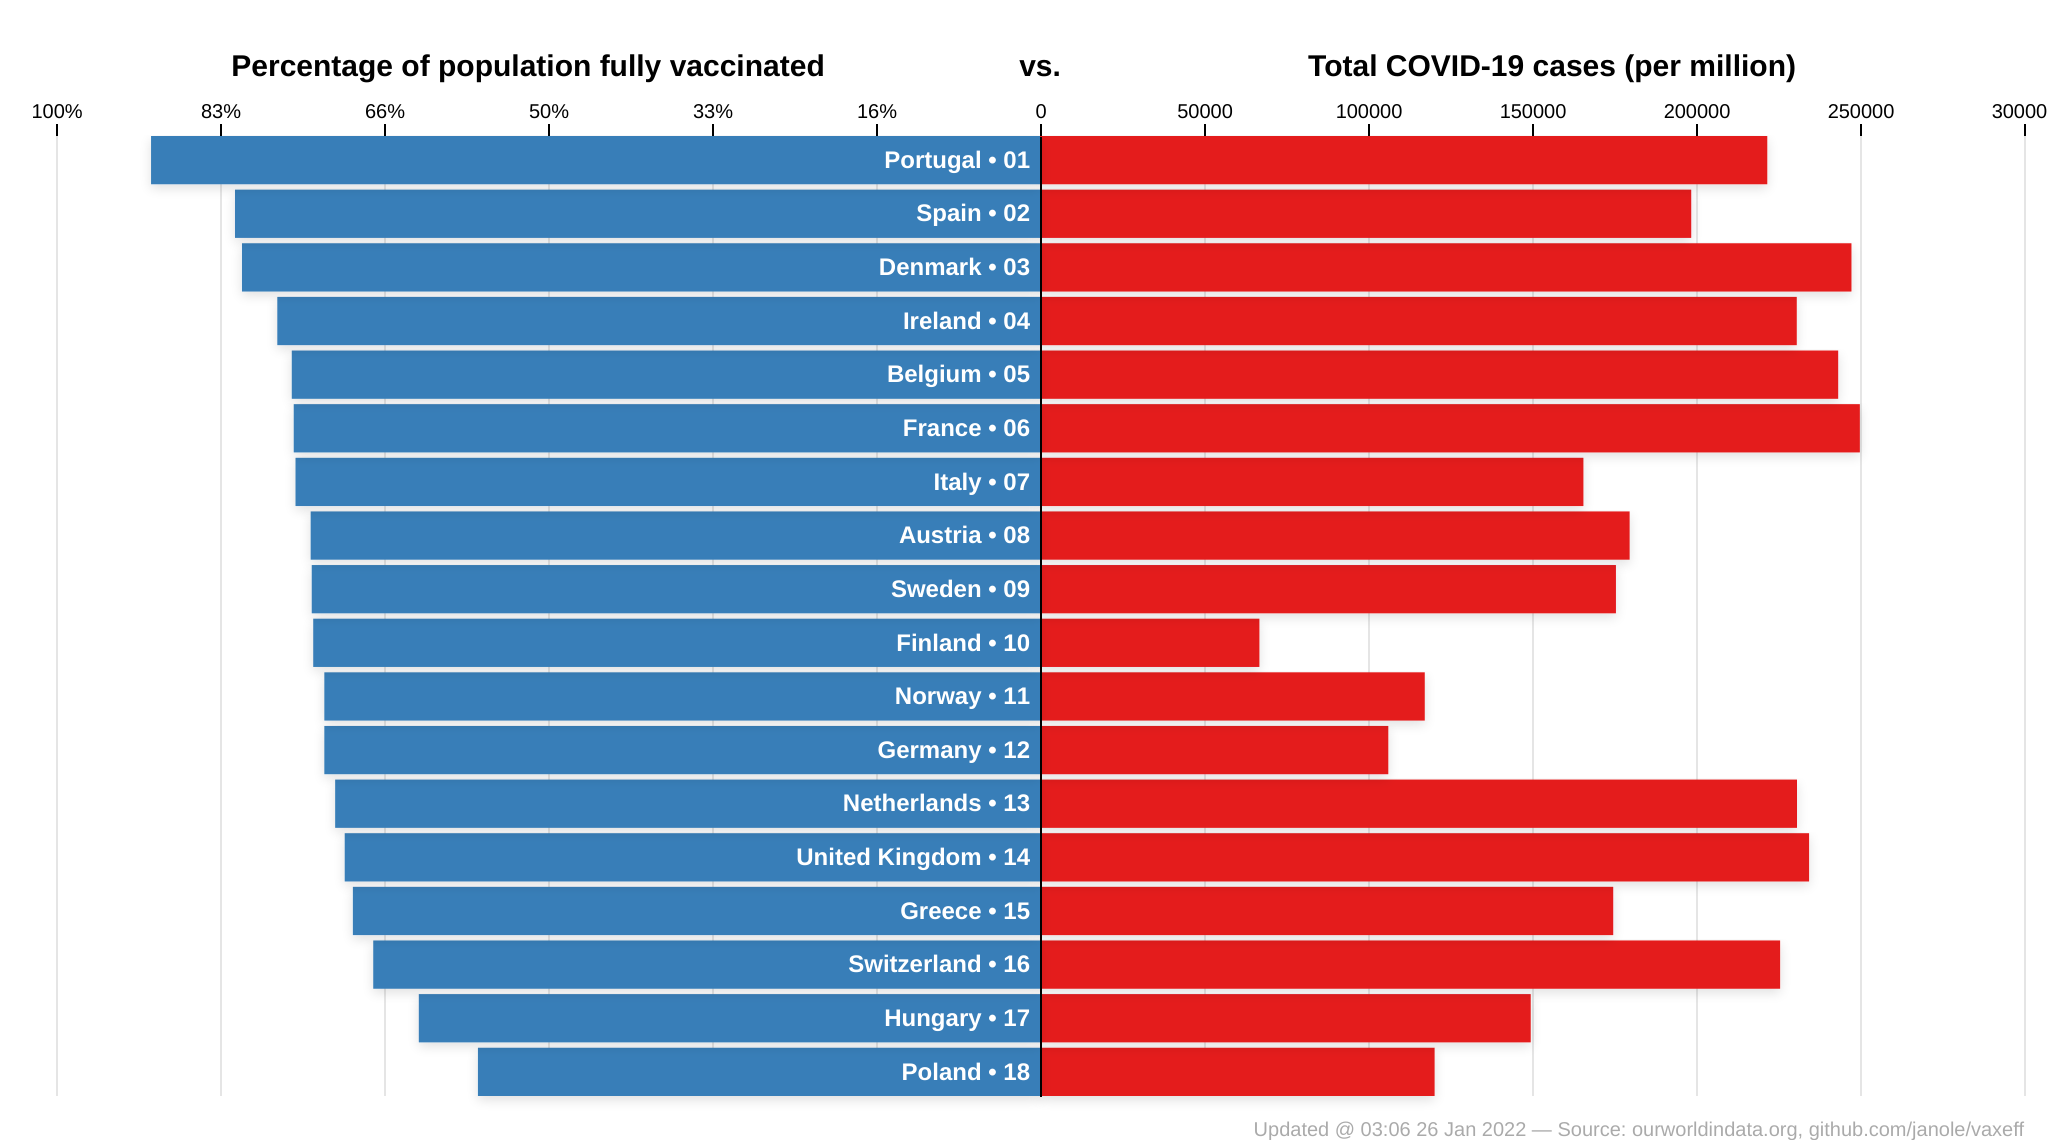 Percentage of population fully vaccinated vs. Total COVID-19 cases (per million)
100% 83% 66% 50% 33% 16% 0 50000 100000 150000 200000 250000 30000
Portugal • 01
Spain • 02
Denmark • 03
Ireland • 04
Belgium • 05
France • 06
Italy • 07
Austria • 08
Sweden • 09
Finland • 10
Norway • 11
Germany • 12
Netherlands • 13
United Kingdom • 14
Greece • 15
Switzerland • 16
Hungary • 17
Poland • 18
Updated @ 03:06 26 Jan 2022 — Source: ourworldindata.org, github.com/janole/vaxeff